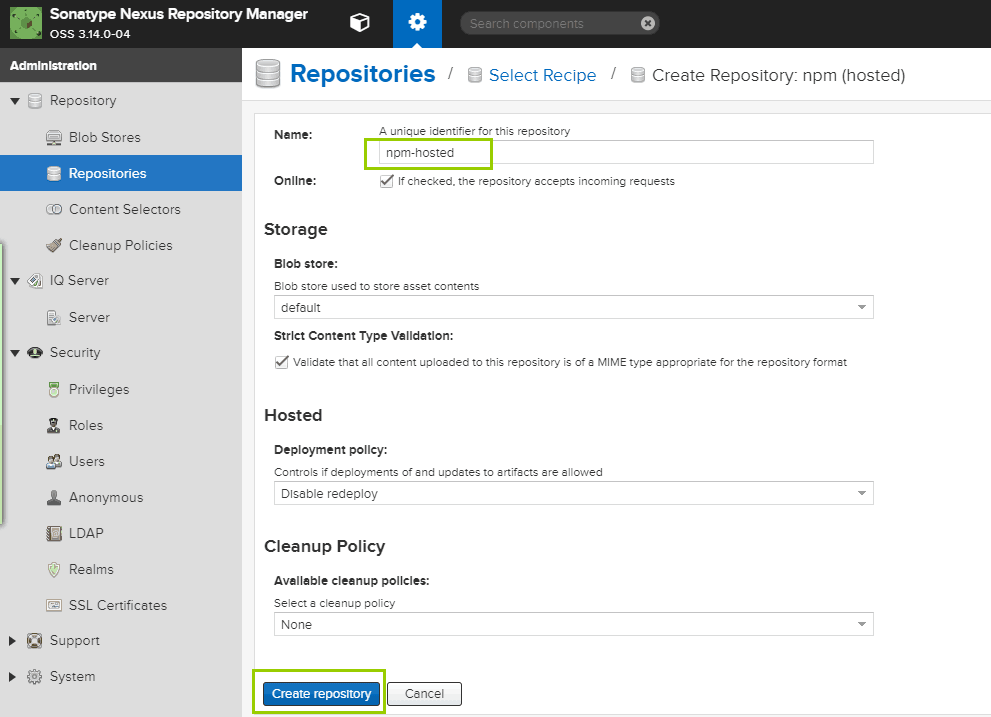 Sonatype Nexus Repository Manager
OSS 3.14.0-04
Search components
Administration
Repositories / Select Recipe / Create Repository: npm (hosted)
Repository
Blob Stores
Repositories
Content Selectors
Cleanup Policies
IQ Server
Server
Security
Privileges
Roles
Users
Anonymous
LDAP
Realms
SSL Certificates
Support
System
Name:
A unique identifier for this repository
npm-hosted
Online:
If checked, the repository accepts incoming requests
Storage
Blob store:
Blob store used to store asset contents
default
Strict Content Type Validation:
Validate that all content uploaded to this repository is of a MIME type appropriate for the repository format
Hosted
Deployment policy:
Controls if deployments of and updates to artifacts are allowed
Disable redeploy
Cleanup Policy
Available cleanup policies:
Select a cleanup policy
None
Create repository
Cancel